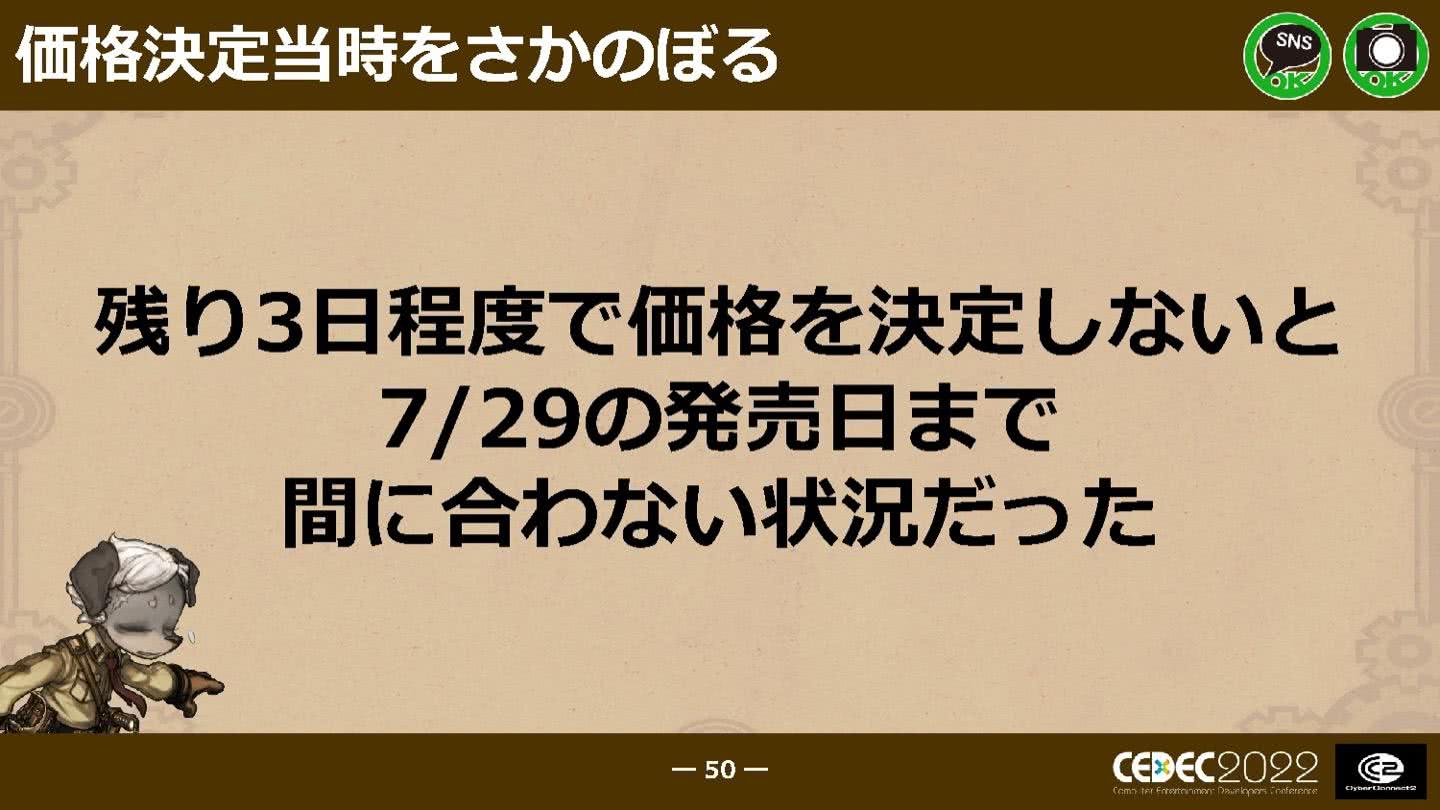 価格決定当時をさかのぼる
SNS
OK
OK
残り3日程度で価格を決定しないと
7/29の発売日まで
間に合わない状況だった
― 50 ―
CEDEC2022
Computer Entertainment Developers Conference
CyberConnect2